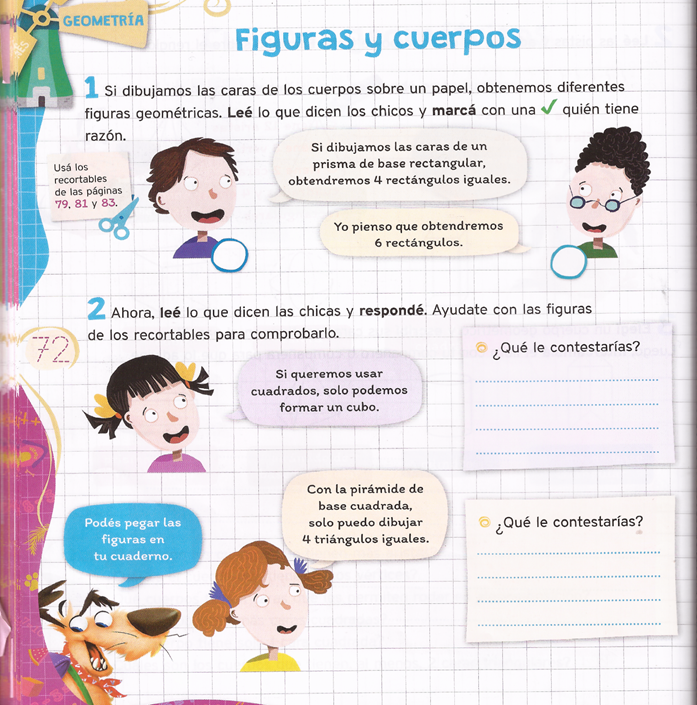 GEOMETRÍA
Figuras y cuerpos
1 Si dibujamos las caras de los cuerpos sobre un papel, obtenemos diferentes
figuras geométricas. Leé lo que dicen los chicos y marcá con una ✓ quién tiene
razón.
Usá los
recortables
de las páginas
79, 81 y 83.
Si dibujamos las caras de un
prisma de base rectangular,
obtendremos 4 rectángulos iguales.
Yo pienso que obtendremos
6 rectángulos.
2 Ahora, leé lo que dicen las chicas y respondé. Ayudate con las figuras
de los recortables para comprobarlo.
72
Si queremos usar
cuadrados, solo podemos
formar un cubo.
¿Qué le contestarías?
Con la pirámide de
base cuadrada,
solo puedo dibujar
4 triángulos iguales.
¿Qué le contestarías?
Podés pegar las
figuras en
tu cuaderno.